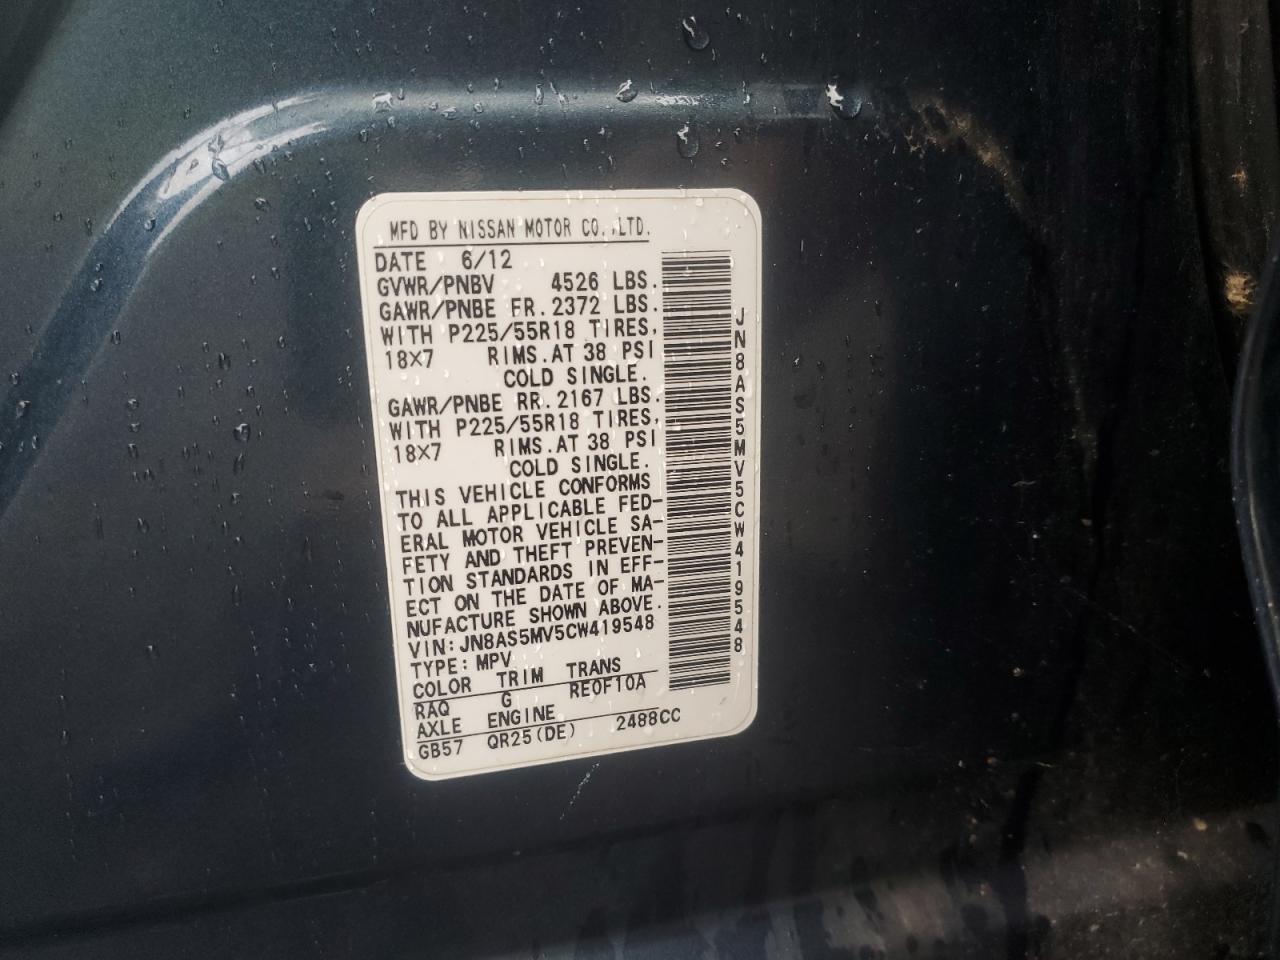 MFD BY NISSAN MOTOR CO.,LTD.
DATE 6/12
GVWR/PNBV 4526 LBS.
GAWR/PNBE FR. 2372 LBS.
WITH P225/55R18 TIRES,
18×7 RIMS. AT 38 PSI
COLD SINGLE.
GAWR/PNBE RR. 2167 LBS.
WITH P225/55R18 TIRES,
18×7 RIMS. AT 38 PSI
COLD SINGLE.
THIS VEHICLE CONFORMS
TO ALL APPLICABLE FED-
ERAL MOTOR VEHICLE SA-
FETY AND THEFT PREVEN-
TION STANDARDS IN EFF-
ECT ON THE DATE OF MA-
NUFACTURE SHOWN ABOVE.
VIN: JN8AS5MV5CW419548
TYPE: MPV
COLOR TRIM TRANS
RAQ G RE0F10A
AXLE ENGINE
GB57 QR25(DE) 2488CC
JN8AS5MV5CW419548